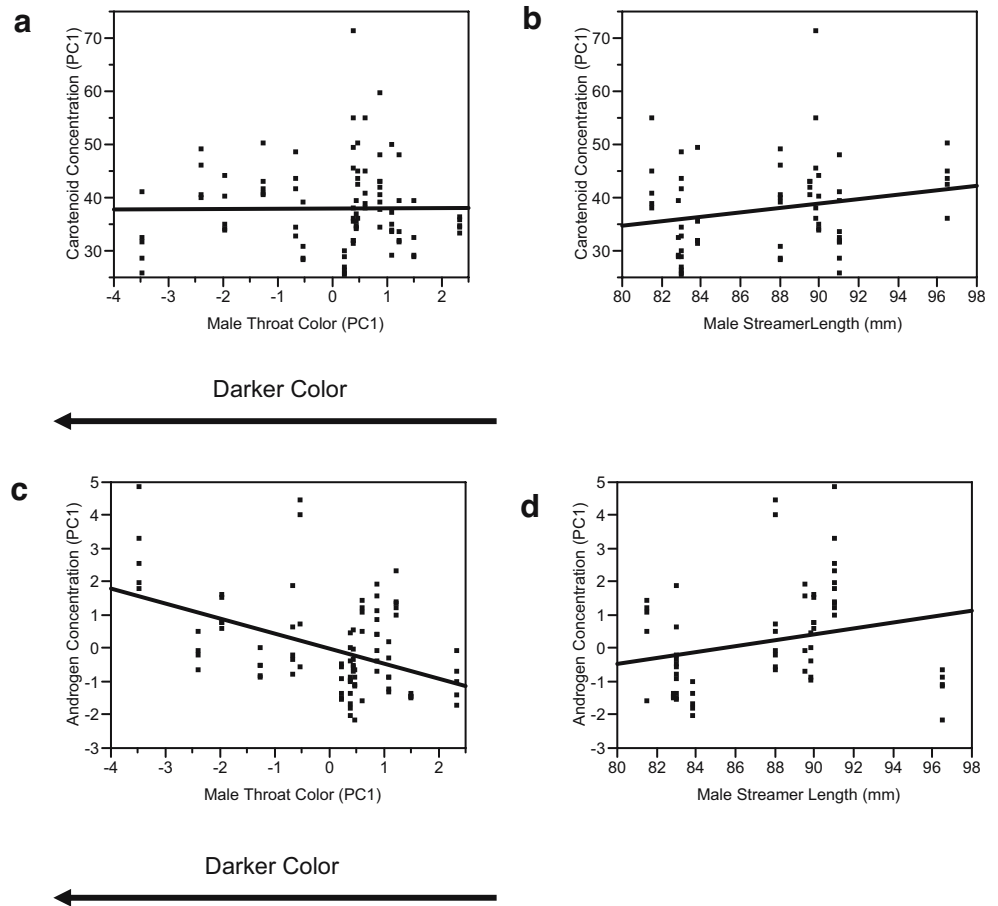 a
Carotenoid Concentration (PC1)
70
60
50
40
30
-4 -3 -2 -1 0 1 2
Male Throat Color (PC1)
b
Carotenoid Concentration (PC1)
70
60
50
40
30
80 82 84 86 88 90 92 94 96 98
Male StreamerLength (mm)
Darker Color
c
Androgen Concentration (PC1)
5
4
3
2
1
0
-1
-2
-3
-4 -3 -2 -1 0 1 2
Male Throat Color (PC1)
d
Androgen Concentration (PC1)
5
4
3
2
1
0
-1
-2
-3
80 82 84 86 88 90 92 94 96 98
Male Streamer Length (mm)
Darker Color